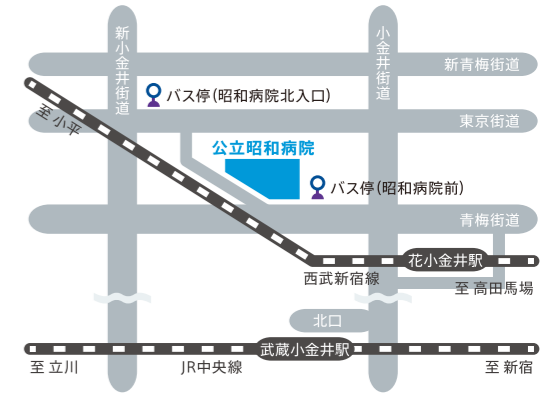 新小金井街道
小金井街道
新青梅街道
バス停(昭和病院北入口)
至 小平
東京街道
公立昭和病院
バス停(昭和病院前)
青梅街道
花小金井駅
西武新宿線
至 高田馬場
北口
武蔵小金井駅
至 立川
JR中央線
至 新宿